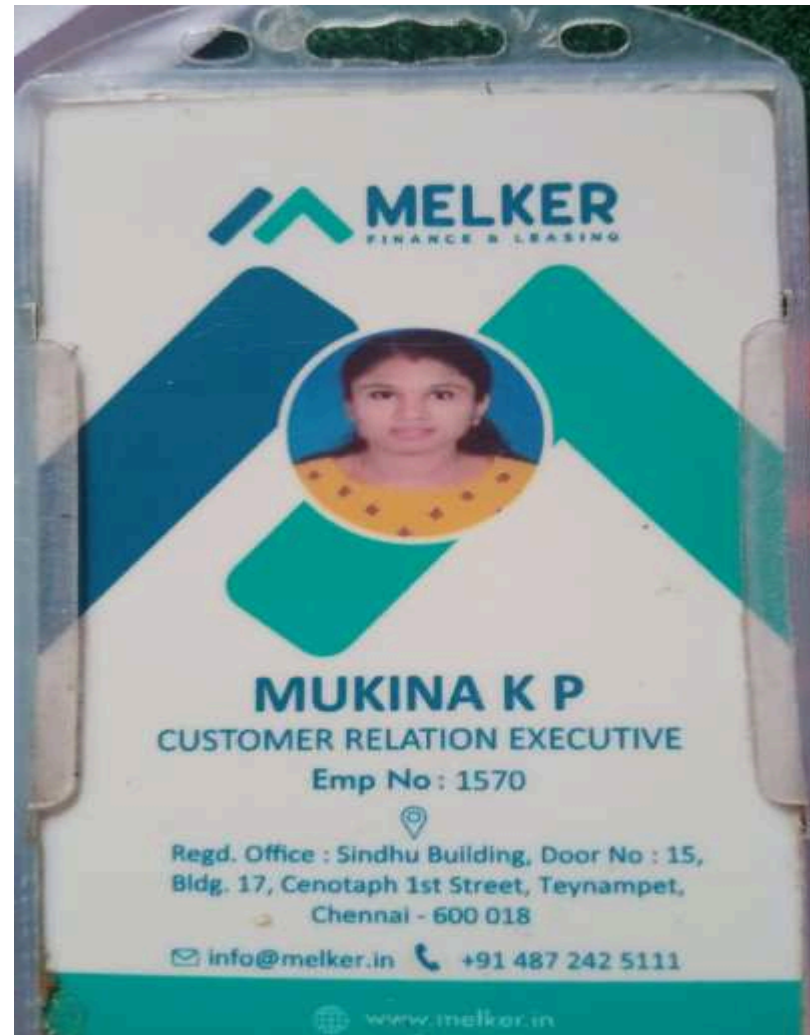 MELKER
FINANCE & LEASING
MUKINA K P
CUSTOMER RELATION EXECUTIVE
Emp No : 1570
Regd. Office : Sindhu Building, Door No : 15,
Bldg. 17, Cenotaph 1st Street, Teynampet,
Chennai - 600 018
info@melker.in +91 487 242 5111
www.melker.in